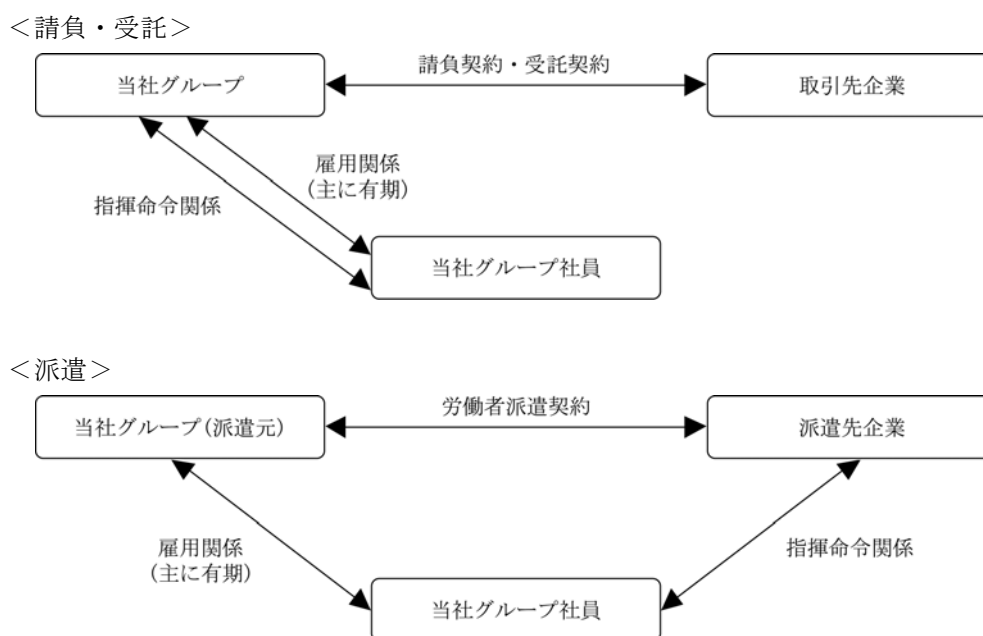 ＜請負・受託＞
請負契約・受託契約
当社グループ
取引先企業
雇用関係
(主に有期)
指揮命令関係
当社グループ社員
＜派遣＞
労働者派遣契約
当社グループ(派遣元)
派遣先企業
雇用関係
(主に有期)
指揮命令関係
当社グループ社員